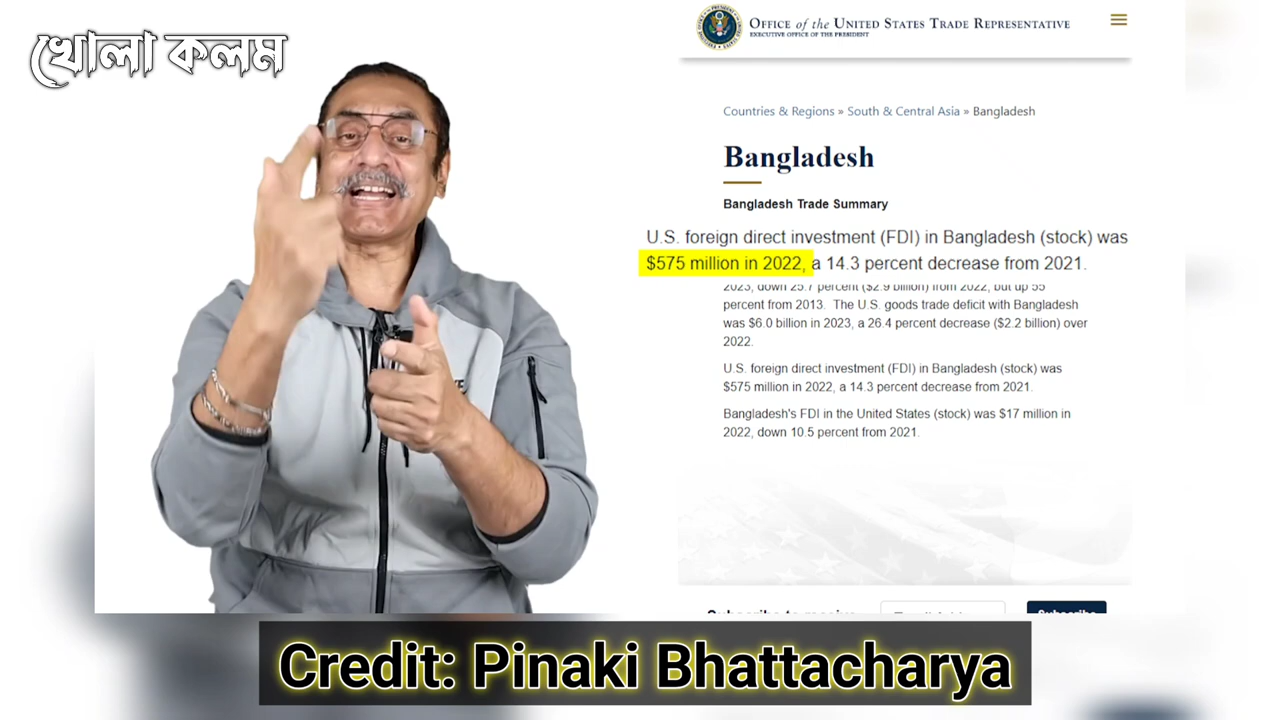 খোলা কলম
OFFICE of the UNITED STATES TRADE REPRESENTATIVE
EXECUTIVE OFFICE OF THE PRESIDENT
Countries & Regions » South & Central Asia » Bangladesh
Bangladesh
Bangladesh Trade Summary
U.S. foreign direct investment (FDI) in Bangladesh (stock) was
$575 million in 2022, a 14.3 percent decrease from 2021.
2023, down 25.7 percent ($2.9 billion) from 2022, but up 55
percent from 2013. The U.S. goods trade deficit with Bangladesh
was $6.0 billion in 2023, a 26.4 percent decrease ($2.2 billion) over
2022.
U.S. foreign direct investment (FDI) in Bangladesh (stock) was
$575 million in 2022, a 14.3 percent decrease from 2021.
Bangladesh's FDI in the United States (stock) was $17 million in
2022, down 10.5 percent from 2021.
Subscribe to receive
Subscribe
Credit: Pinaki Bhattacharya